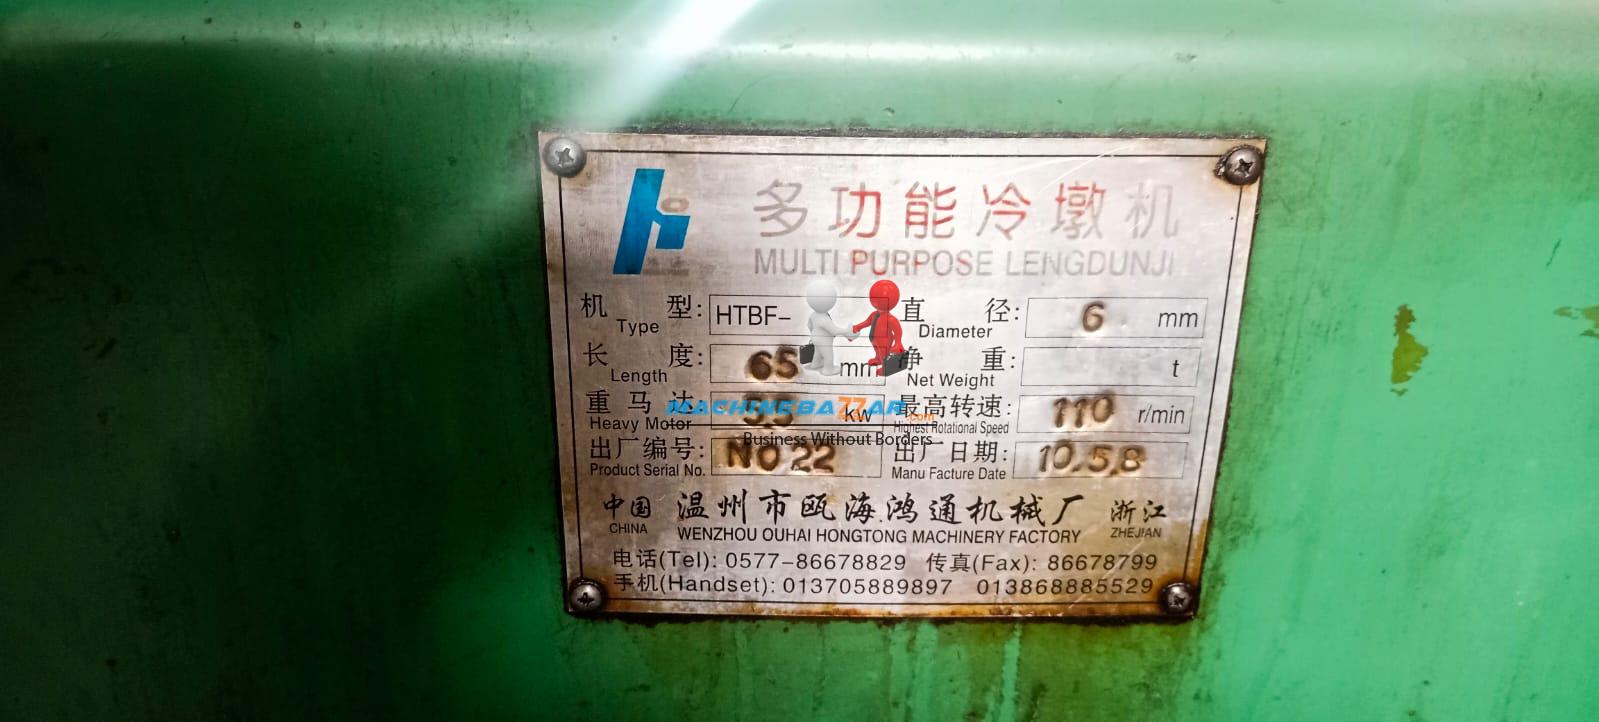 多功能冷墩机
MULTI PURPOSE LENGDUNJI
机 型: HTBF- 直 径: 6 mm
Type Diameter
长 度: 65 mm 净 重: t
Length Net Weight
重 马 达 5.5 kw 最高转速: 110 r/min
Heavy Motor Highest Rotational Speed
MACHINEBAZZAR.com
Business Without Borders
出厂编号: NO 22 出厂日期: 10.5.8
Product Serial No. Manu Facture Date
中国 温州市瓯海鸿通机械厂 浙江
CHINA WENZHOU OUHAI HONGTONG MACHINERY FACTORY ZHEJIAN
电话(Tel): 0577-86678829 传真(Fax): 86678799
手机(Handset): 013705889897 013868885529